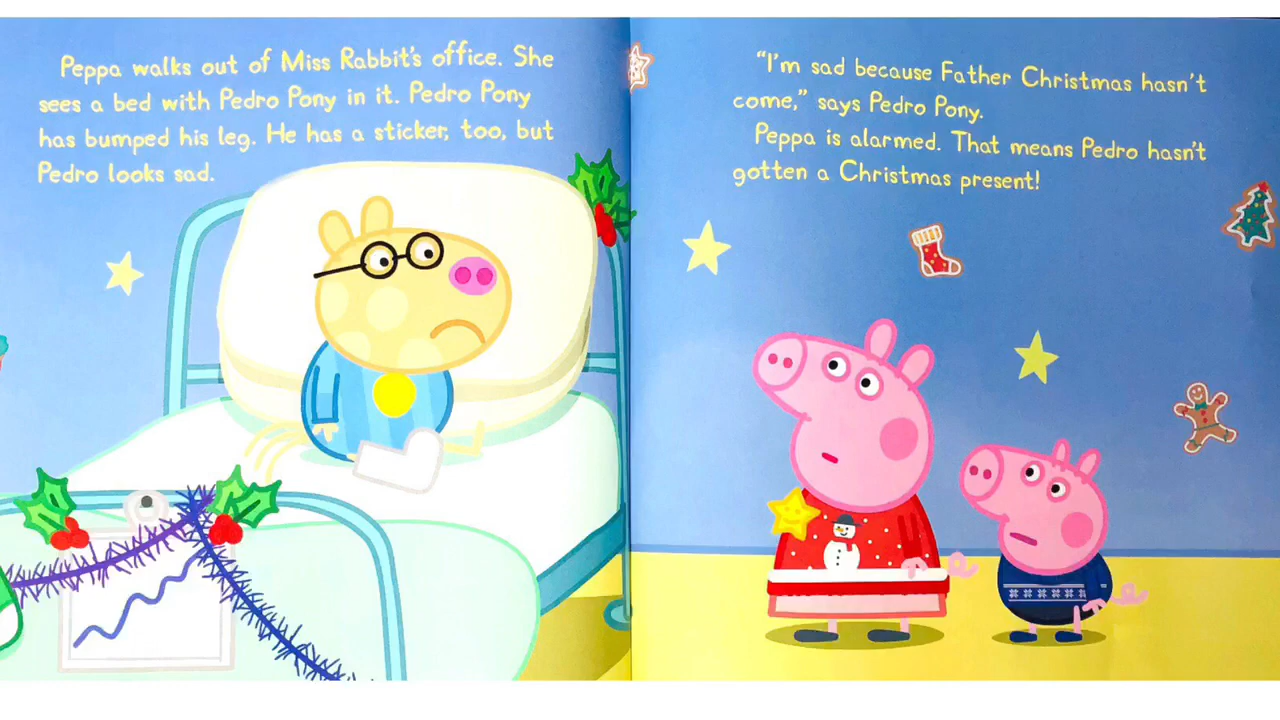 Peppa walks out of Miss Rabbit's office. She
sees a bed with Pedro Pony in it. Pedro Pony
has bumped his leg. He has a sticker, too, but
Pedro looks sad.
"I'm sad because Father Christmas hasn't
come," says Pedro Pony.
Peppa is alarmed. That means Pedro hasn't
gotten a Christmas present!